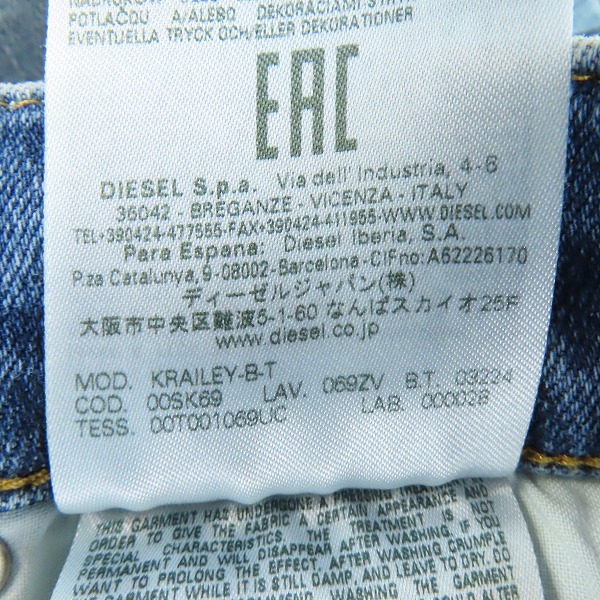 POTLAČOU A/ALEBO DEKORÁCIAMI
EVENTUELLA TRYCK OCH/ELLER DEKORATIONER
EAC
DIESEL S.p.a. Via dell' Industria, 4-6
36042 - BREGANZE - VICENZA - ITALY
TEL.+390424-477555-FAX+390424-411955-WWW.DIESEL.COM
Para Espana: Diesel Iberia, S.A.
P.za Catalunya,9-08002-Barcelona-CIFno:A62226170
ディーゼルジャパン(株)
大阪市中央区難波5-1-60 なんばスカイオ25F
www.diesel.co.jp
MOD. KRAILEY-B-T
COD. 00SK69 LAV. 069ZV B.T. 03224
TESS. 00T001069UC LAB. 000028
THIS GARMENT HAS UNDERGONE A PRESSING TREATMENT IN
ORDER TO GIVE THE FABRIC A CERTAIN APPEARANCE AND
SPECIAL CHARACTERISTICS. THE TREATMENT IS NOT
PERMANENT AND WILL DISAPPEAR AFTER WASHING. IF YOU
WANT TO PROLONG THE EFFECT, AFTER WASHING CRUMPLE
GARMENT WHILE IT IS STILL DAMP, AND LEAVE TO DRY. DO